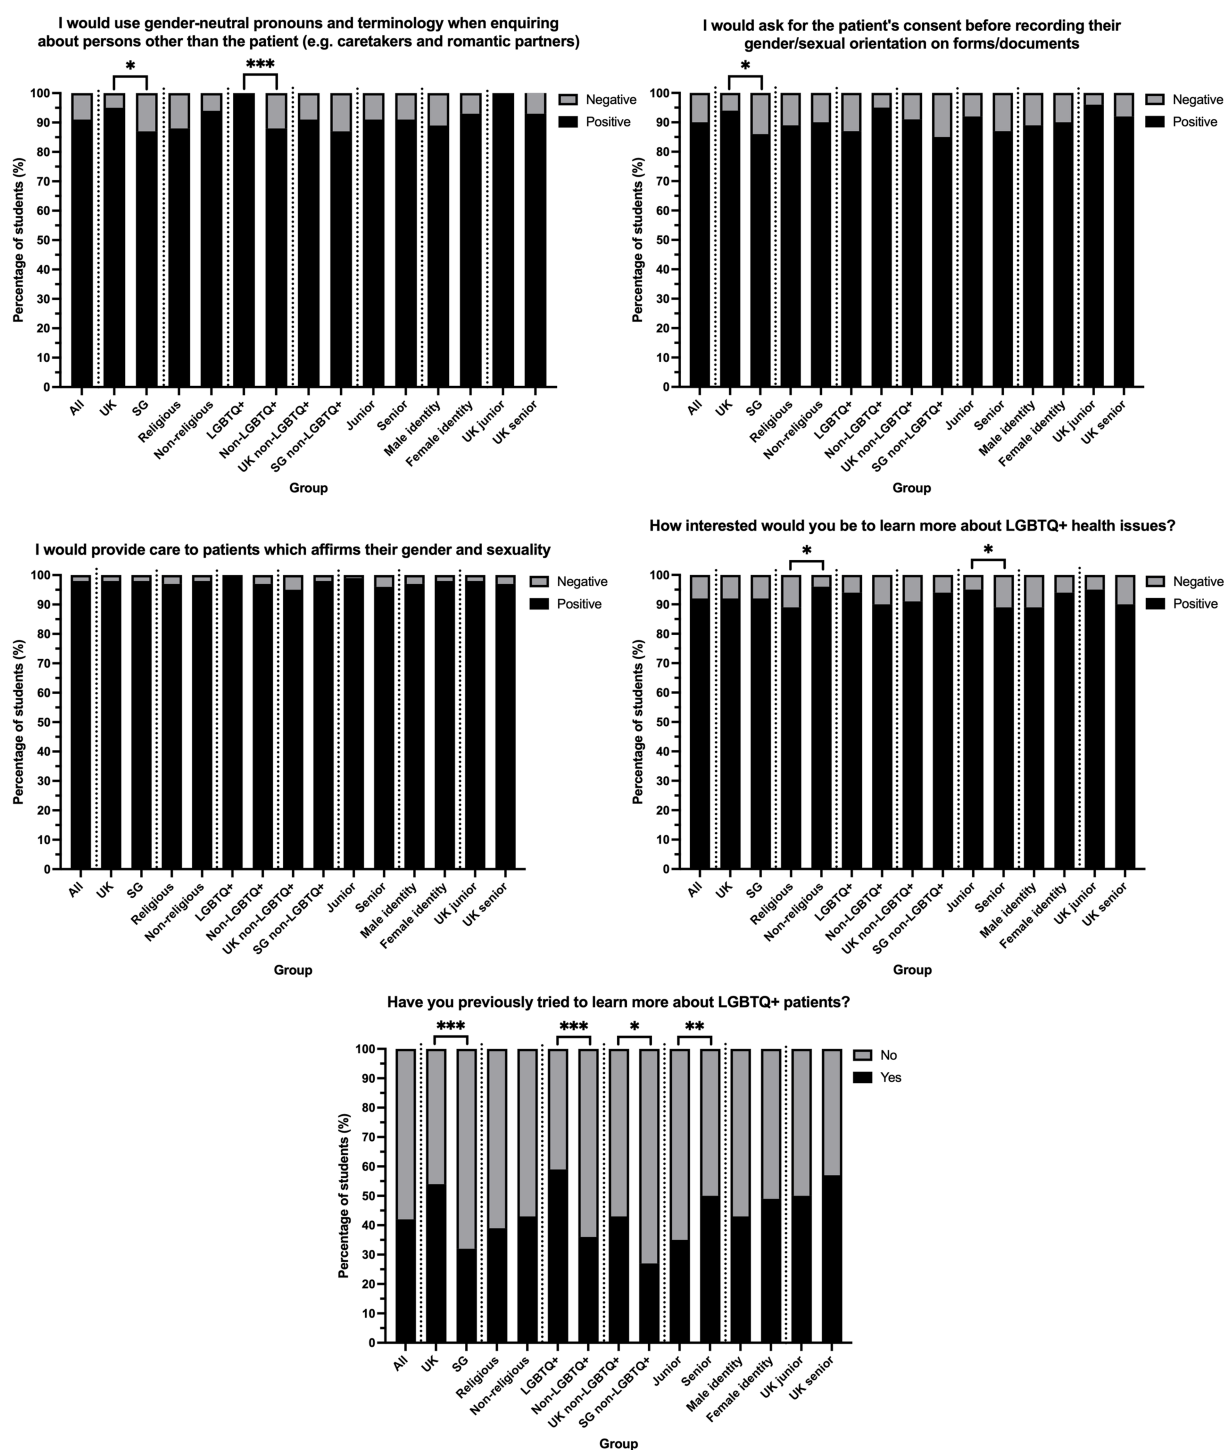 I would use gender-neutral pronouns and terminology when enquiring
about persons other than the patient (e.g. caretakers and romantic partners)
*
***
Negative
Positive
Percentage of students (%)
100
90
80
70
60
50
40
30
20
10
0
All
UK
SG
Religious
Non-religious
LGBTQ+
Non-LGBTQ+
UK non-LGBTQ+
SG non-LGBTQ+
Junior
Senior
Male identity
Female identity
UK junior
UK senior
Group
I would ask for the patient's consent before recording their
gender/sexual orientation on forms/documents
*
Negative
Positive
Percentage of students (%)
100
90
80
70
60
50
40
30
20
10
0
All
UK
SG
Religious
Non-religious
LGBTQ+
Non-LGBTQ+
UK non-LGBTQ+
SG non-LGBTQ+
Junior
Senior
Male identity
Female identity
UK junior
UK senior
Group
I would provide care to patients which affirms their gender and sexuality
Negative
Positive
Percentage of students (%)
100
90
80
70
60
50
40
30
20
10
0
All
UK
SG
Religious
Non-religious
LGBTQ+
Non-LGBTQ+
UK non-LGBTQ+
SG non-LGBTQ+
Junior
Senior
Male identity
Female identity
UK junior
UK senior
Group
How interested would you be to learn more about LGBTQ+ health issues?
*
*
Negative
Positive
Percentage of students (%)
100
90
80
70
60
50
40
30
20
10
0
All
UK
SG
Religious
Non-religious
LGBTQ+
Non-LGBTQ+
UK non-LGBTQ+
SG non-LGBTQ+
Junior
Senior
Male identity
Female identity
UK junior
UK senior
Group
Have you previously tried to learn more about LGBTQ+ patients?
***
***
*
**
No
Yes
Percentage of students (%)
100
90
80
70
60
50
40
30
20
10
0
All
UK
SG
Religious
Non-religious
LGBTQ+
Non-LGBTQ+
UK non-LGBTQ+
SG non-LGBTQ+
Junior
Senior
Male identity
Female identity
UK junior
UK senior
Group